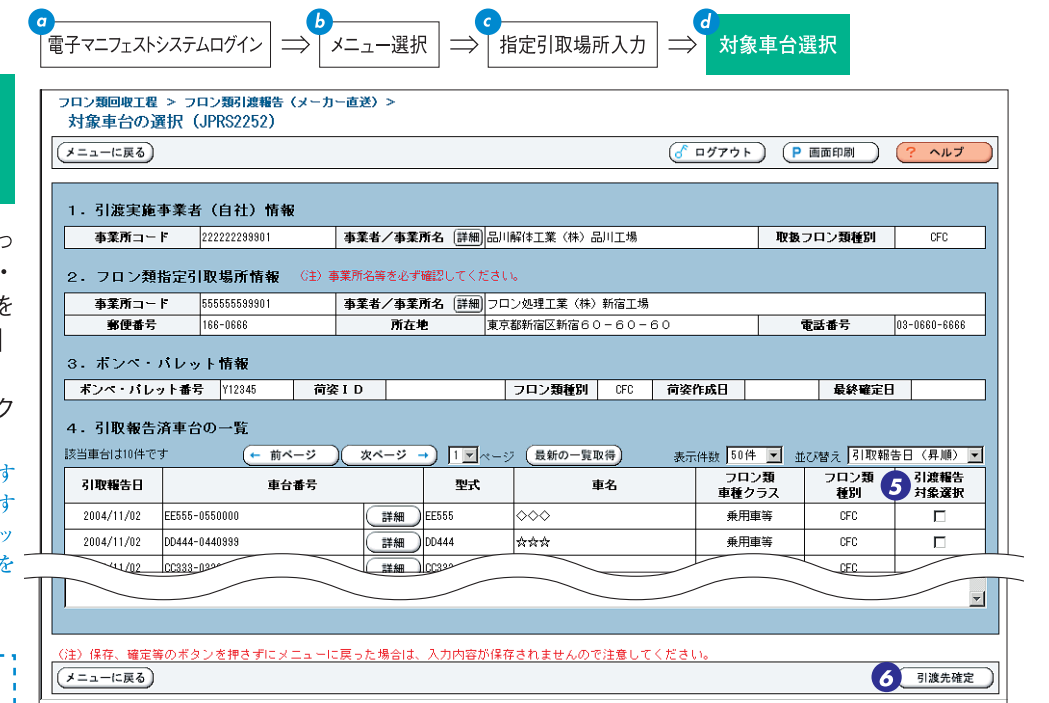 a 電子マニフェストシステムログイン ⇒ b メニュー選択 ⇒ c 指定引取場所入力 ⇒ d 対象車台選択
フロン類回収工程 > フロン類引渡報告(メーカー直送) >
対象車台の選択(JPRS2252)
メニューに戻る ログアウト P 画面印刷 ? ヘルプ
1.引渡実施事業者(自社)情報
事業所コード 222222299901 事業者/事業所名 詳細 品川解体工業(株)品川工場 取扱フロン類種別 CFC
2.フロン類指定引取場所情報 (注)事業所名等を必ず確認してください。
事業所コード 555555599901 事業者/事業所名 詳細 フロン処理工業(株)新宿工場
郵便番号 166-0666 所在地 東京都新宿区新宿60-60-60 電話番号 03-0660-6666
3.ボンベ・パレット情報
ボンベ・パレット番号 Y12345 荷姿ID フロン類種別 CFC 荷姿作成日 最終確定日
4.引取報告済車台の一覧
該当車台は10件です ← 前ページ 次ページ → 1 ページ 最新の一覧取得 表示件数 50件 並び替え 引取報告日(昇順)
引取報告日 車台番号 型式 車名 フロン類車種クラス フロン類種別 5 引渡報告対象選択
2004/11/02 EE555-0550000 詳細 EE555 ◇◇◇ 乗用車等 CFC
2004/11/02 DD444-0440999 詳細 DD444 ☆☆☆ 乗用車等 CFC
11/02 CC333- 詳細 CFC
(注)保存、確定等のボタンを押さずにメニューに戻った場合は、入力内容が保存されませんので注意してください。
メニューに戻る 6 引渡先確定
っ
・
を
ク
す
す
ッ
を